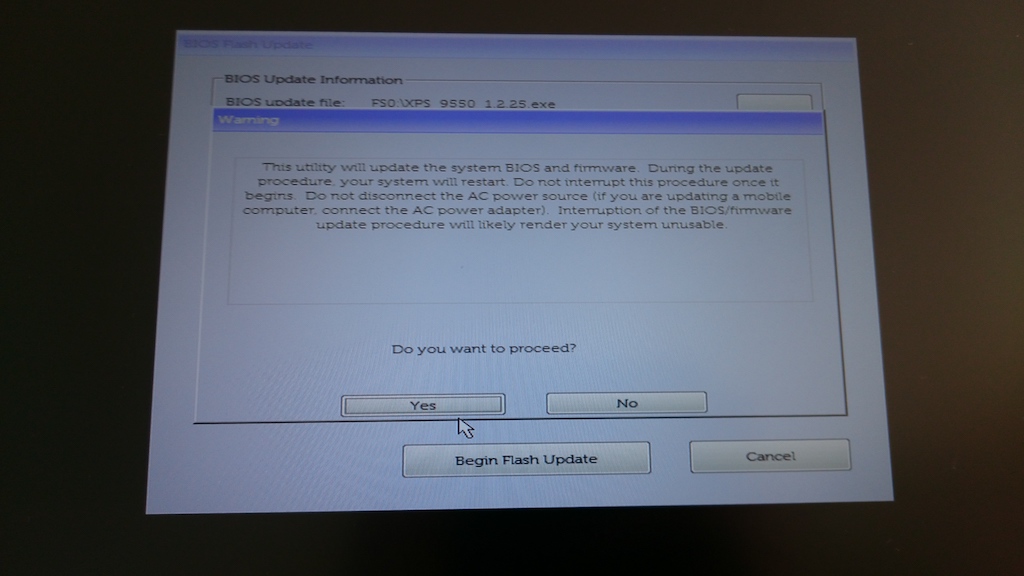 BIOS Flash Update
BIOS Update Information
BIOS update file: FS0:\XPS_9550_1.2.25.exe
Warning
This utility will update the system BIOS and firmware. During the update
procedure, your system will restart. Do not interrupt this procedure once it
begins. Do not disconnect the AC power source (if you are updating a mobile
computer, connect the AC power adapter). Interruption of the BIOS/firmware
update procedure will likely render your system unusable.
Do you want to proceed?
Yes No
Begin Flash Update Cancel